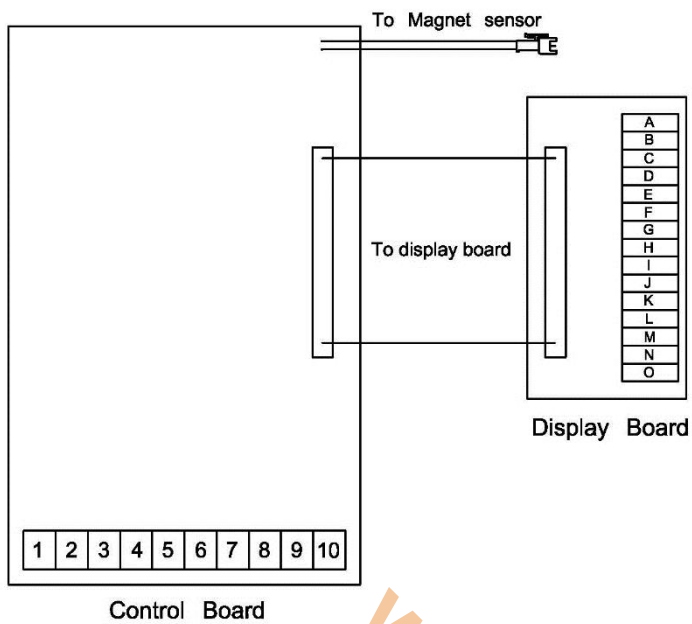 To Magnet sensor
A
B
C
D
E
F
G
H
I
J
K
L
M
N
O
To display board
Display Board
1 2 3 4 5 6 7 8 9 10
Control Board